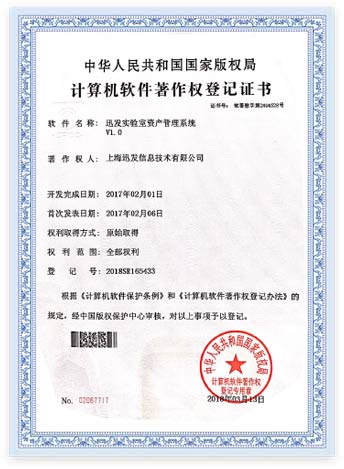 中华人民共和国国家版权局
计算机软件著作权登记证书
证书号： 软著登字第2494528号
软件名称： 迅发实验室资产管理系统
V1.0
著作权人： 上海迅发信息技术有限公司
开发完成日期： 2017年02月01日
首次发表日期： 2017年02月06日
权利取得方式： 原始取得
权利范围： 全部权利
登记号： 2018SR165433
根据《计算机软件保护条例》和《计算机软件著作权登记办法》的
规定，经中国版权保护中心审核，对以上事项予以登记。
中华人民共和国国家版权局
计算机软件著作权
登记专用章
No. 02067717
2018年03月13日